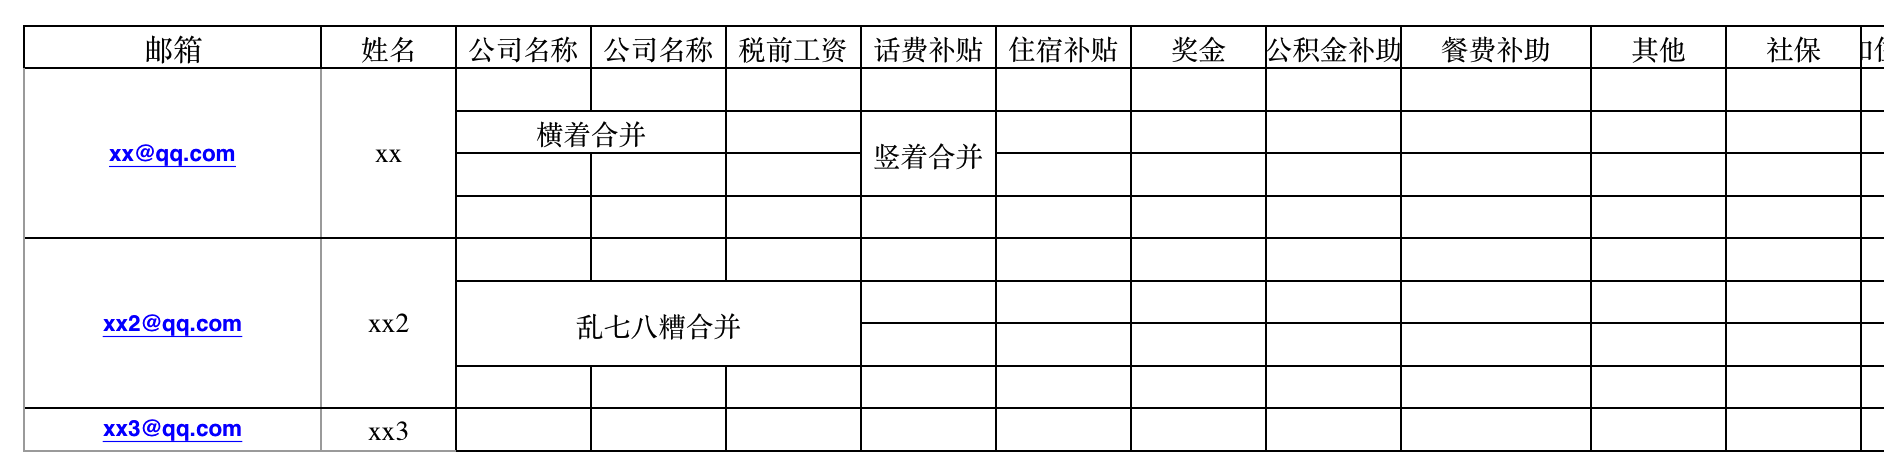 邮箱 姓名 公司名称 公司名称 税前工资 话费补贴 住宿补贴 奖金 公积金补助 餐费补助 其他 社保
横着合并
xx@qq.com xx 竖着合并
xx2@qq.com xx2 乱七八糟合并
xx3@qq.com xx3